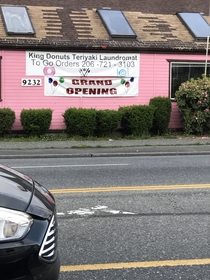 King Donuts Teriyaki Laundromat
To Go Orders 206-721-3103
9232
GRAND
OPENING